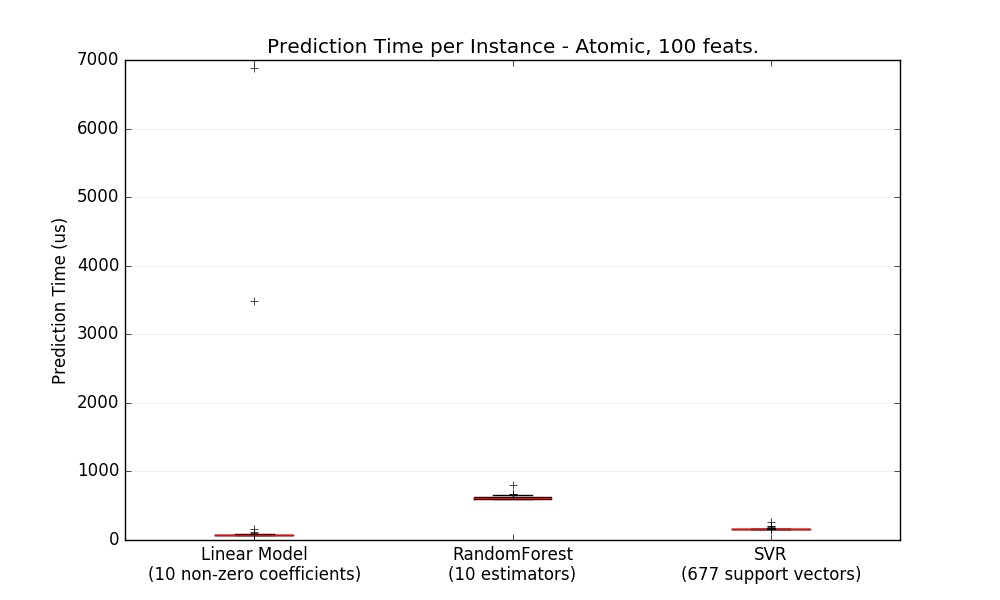 Prediction Time per Instance - Atomic, 100 feats.
7000
6000
5000
4000
3000
2000
1000
0
Prediction Time (us)
Linear Model
(10 non-zero coefficients)
RandomForest
(10 estimators)
SVR
(677 support vectors)